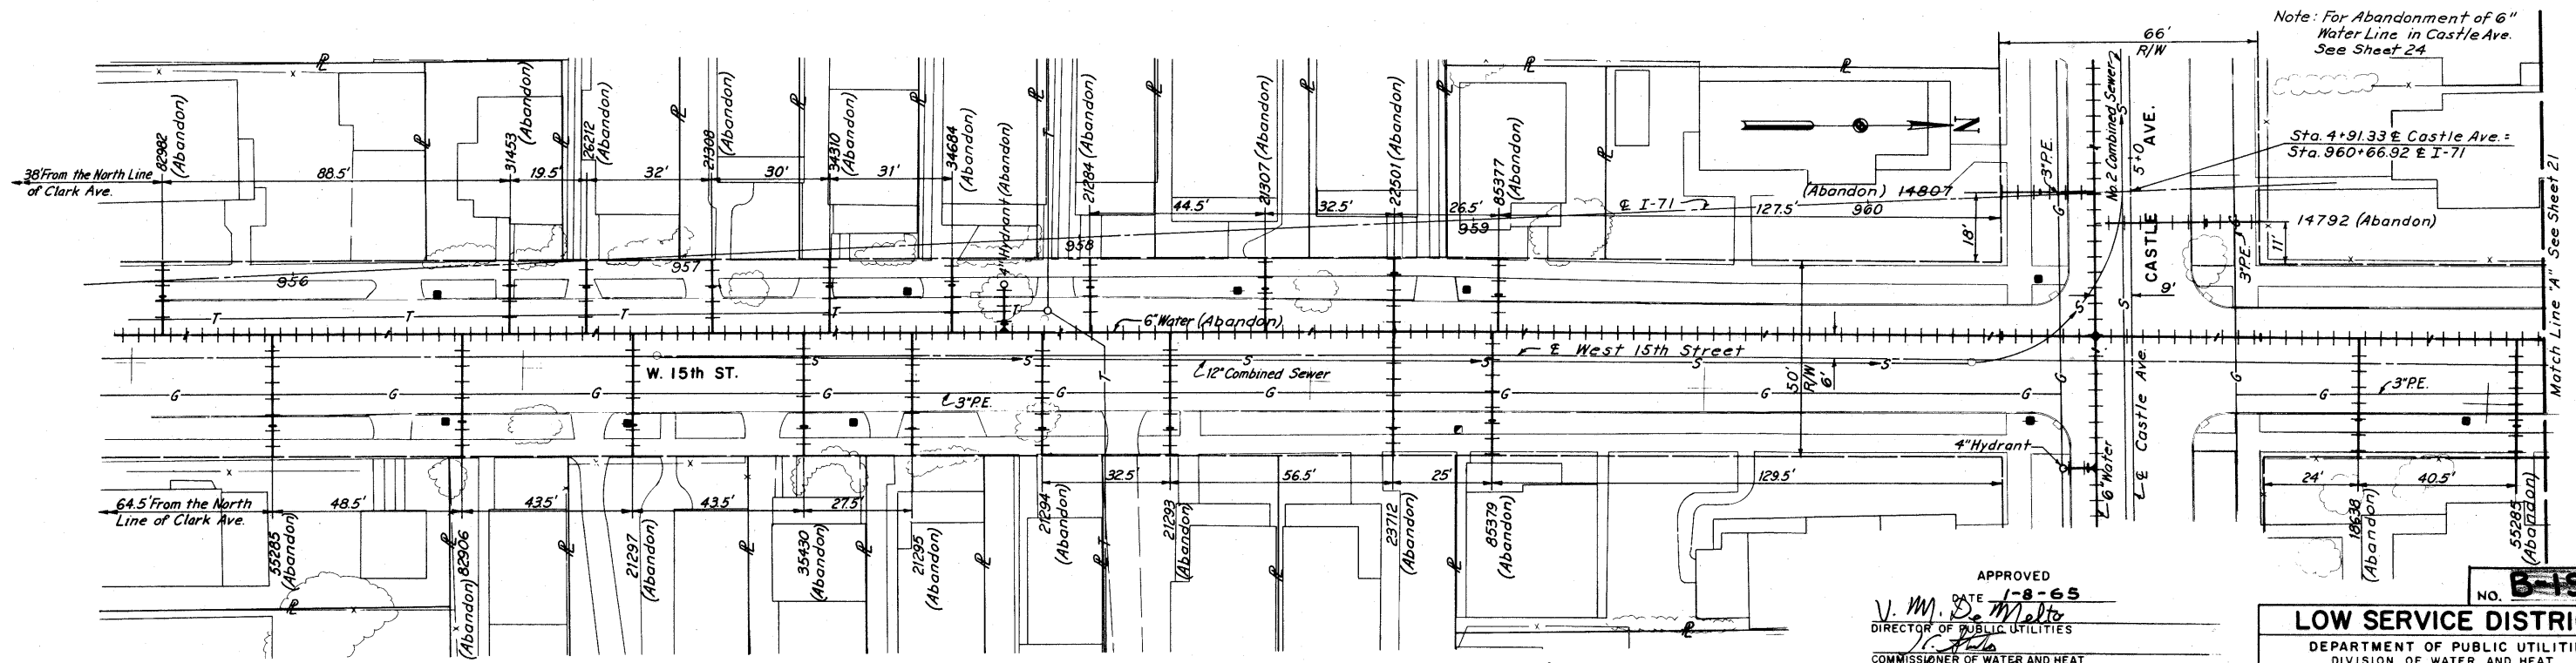 Note: For Abandonment of 6"
Water Line in Castle Ave.
See Sheet 24
66'
R/W
No. 2 Combined Sewer
5+0
CASTLE AVE.
Sta. 4+91.33 ℄ Castle Ave. =
Sta. 960+66.92 ℄ I-71
Match Line "A" See Sheet 21
38' From the North Line
of Clark Ave.
82982
(Abandon)
88.5'
31453
(Abandon)
19.5'
26212
(Abandon)
32'
21308
(Abandon)
30'
34310
(Abandon)
31'
34684
(Abandon)
4" Hydrant (Abandon)
21284 (Abandon)
44.5'
21307 (Abandon)
32.5'
22501 (Abandon)
26.5'
85377
(Abandon)
N
(Abandon) 14807
℄ I-71
127.5'
960
18'
3" P.E.
14792 (Abandon)
11'
3" P.E.
9'
956
957
958
959
T
T
T
T
T
T
6" Water (Abandon)
℄ West 15th Street
S
S
S
S
S
S
S
S
S
W. 15th ST.
12" Combined Sewer
50'
R/W
6'
G
G
G
G
G
G
G
G
G
G
G
3" P.E.
3" P.E.
4" Hydrant
6" Water
℄ Castle Ave.
64.5' From the North
Line of Clark Ave.
55285
(Abandon)
48.5'
82906
(Abandon)
43.5'
21297
(Abandon)
43.5'
35430
(Abandon)
27.5'
21295
(Abandon)
21294
(Abandon)
32.5'
21293
(Abandon)
56.5'
23712
(Abandon)
25'
85379
(Abandon)
129.5'
24'
18638
(Abandon)
40.5'
55285
(Abandon)
APPROVED
DATE 1-8-65
V. M. De Melto
DIRECTOR OF PUBLIC UTILITIES
COMMISSIONER OF WATER AND HEAT
NO. B-15
LOW SERVICE DISTRI
DEPARTMENT OF PUBLIC UTILITI
DIVISION OF WATER AND HEAT